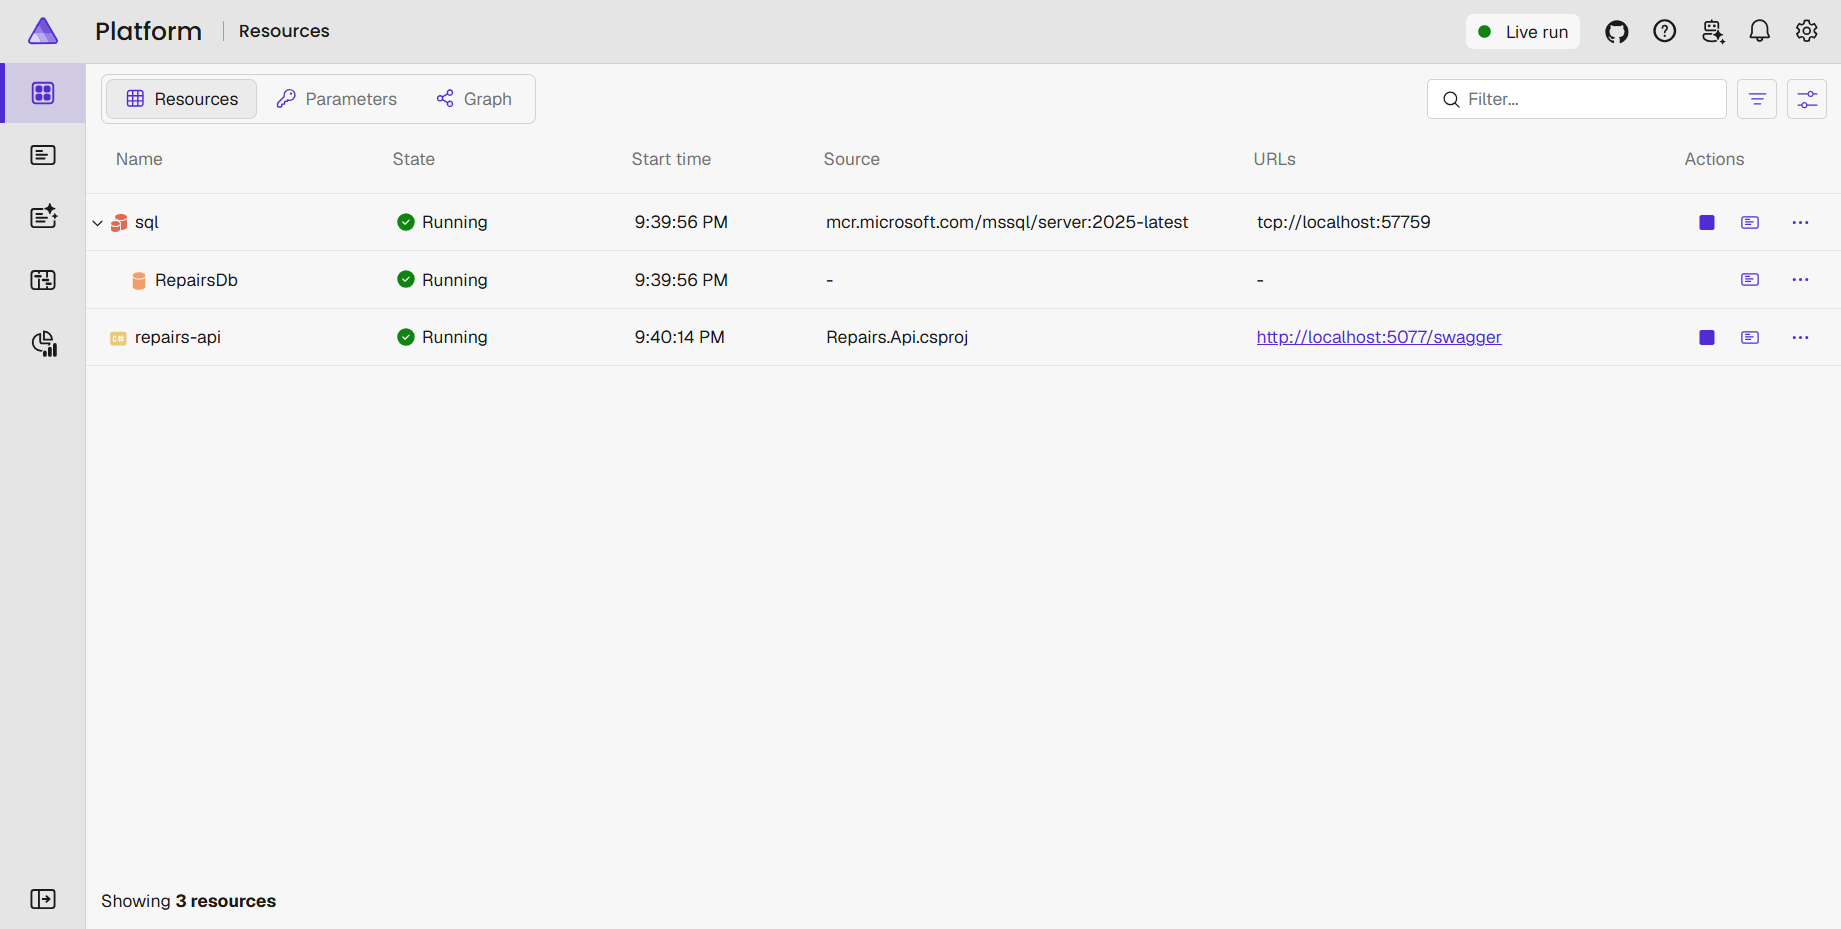 Platform | Resources
Live run
Resources Parameters Graph
Filter...
Name State Start time Source URLs Actions
sql Running 9:39:56 PM mcr.microsoft.com/mssql/server:2025-latest tcp://localhost:57759
RepairsDb Running 9:39:56 PM - -
C# repairs-api Running 9:40:14 PM Repairs.Api.csproj http://localhost:5077/swagger
Showing 3 resources